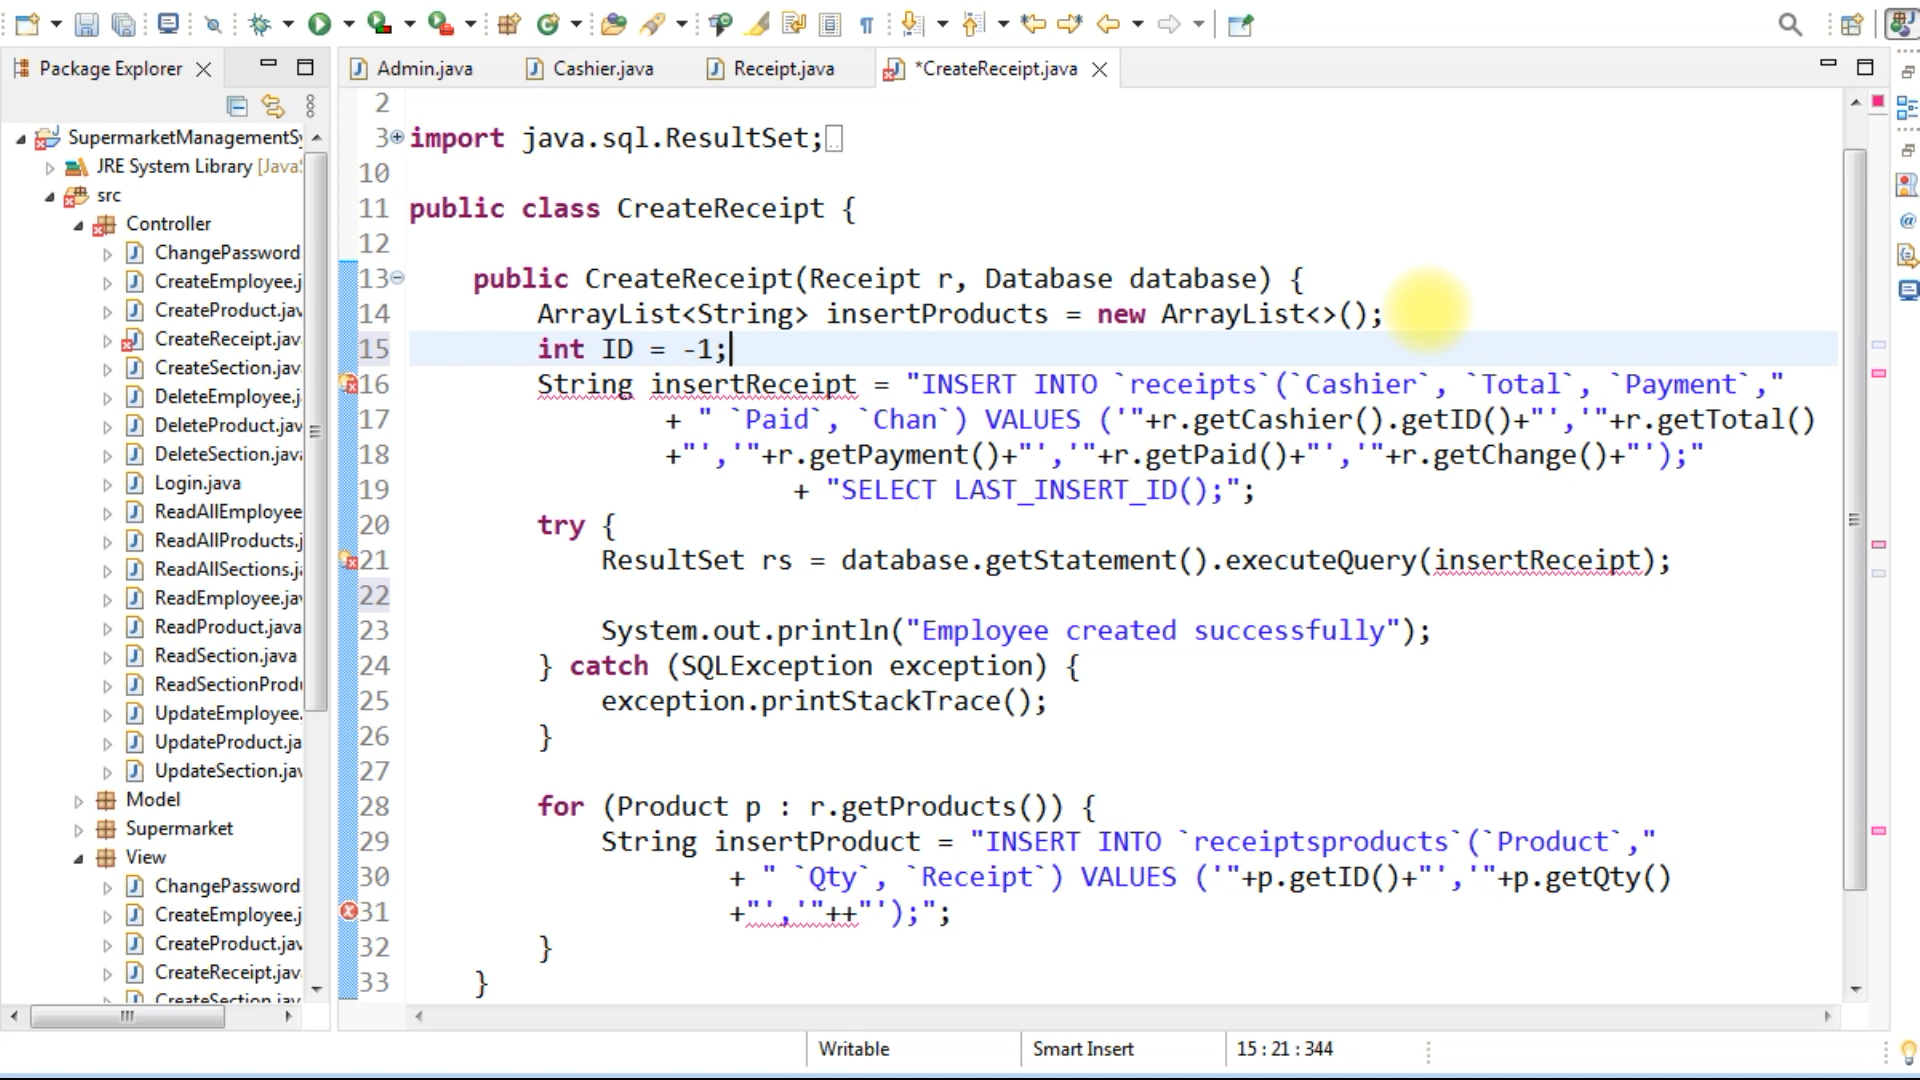 Package Explorer
Admin.java
Cashier.java
Receipt.java
*CreateReceipt.java
SupermarketManagementSy
JRE System Library [Java
src
Controller
ChangePassword
CreateEmployee.j
CreateProduct.jav
CreateReceipt.jav
CreateSection.jav
DeleteEmployee.j
DeleteProduct.jav
DeleteSection.java
Login.java
ReadAllEmployee
ReadAllProducts.j
ReadAllSections.ja
ReadEmployee.jav
ReadProduct.java
ReadSection.java
ReadSectionProdu
UpdateEmployee.
UpdateProduct.ja
UpdateSection.jav
Model
Supermarket
View
ChangePassword
CreateEmployee.j
CreateProduct.jav
CreateReceipt.jav
CreateSection.jav
2
3 import java.sql.ResultSet;
10
11 public class CreateReceipt {
12
13 public CreateReceipt(Receipt r, Database database) {
14 ArrayList<String> insertProducts = new ArrayList<>();
15 int ID = -1;
16 String insertReceipt = "INSERT INTO `receipts`(`Cashier`, `Total`, `Payment`,"
17 + " `Paid`, `Chan`) VALUES ('"+r.getCashier().getID()+"','"+r.getTotal()
18 +"','"+r.getPayment()+"','"+r.getPaid()+"','"+r.getChange()+"');"
19 + "SELECT LAST_INSERT_ID();";
20 try {
21 ResultSet rs = database.getStatement().executeQuery(insertReceipt);
22
23 System.out.println("Employee created successfully");
24 } catch (SQLException exception) {
25 exception.printStackTrace();
26 }
27
28 for (Product p : r.getProducts()) {
29 String insertProduct = "INSERT INTO `receiptsproducts`(`Product`,"
30 + " `Qty`, `Receipt`) VALUES ('"+p.getID()+"','"+p.getQty()
31 +"','"++"');";
32 }
33 }
Writable
Smart Insert
15 : 21 : 344